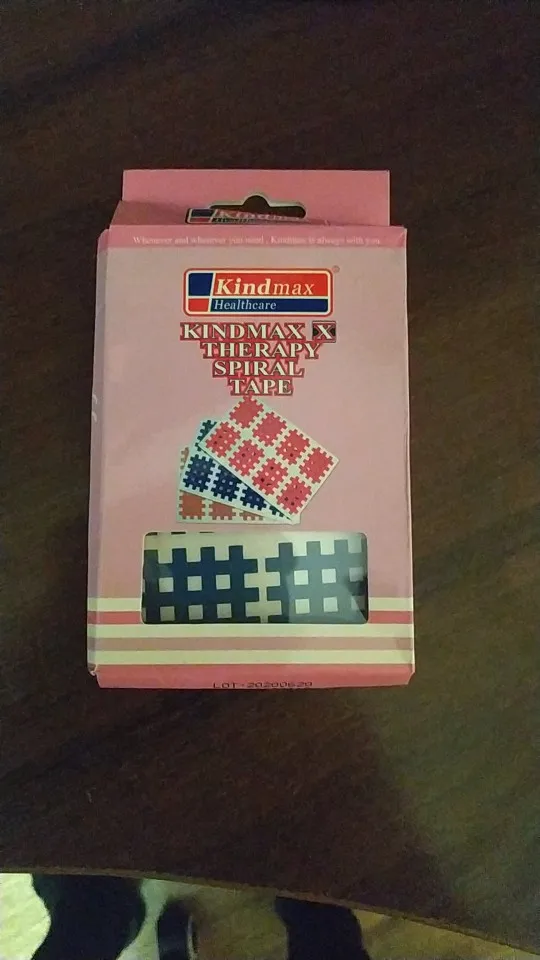 Kindmax
Healthcare
Whenever and wherever you need , Kindmax is always with you.
Kindmax®
Healthcare
KINDMAX X
THERAPY
SPIRAL
TAPE
LOT·20200629